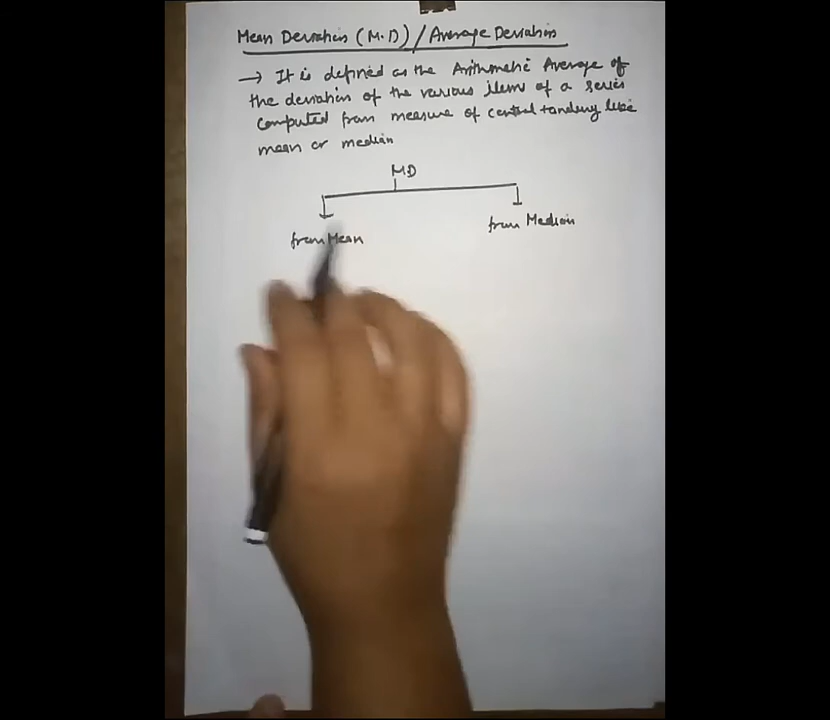 Mean Deviation (M.D) / Average Deviation
→ It is defined as the Arithmetic Average of
the deviation of the various items of a series
computed from measure of central tandency like
mean or median
MD
from Mean
from Median